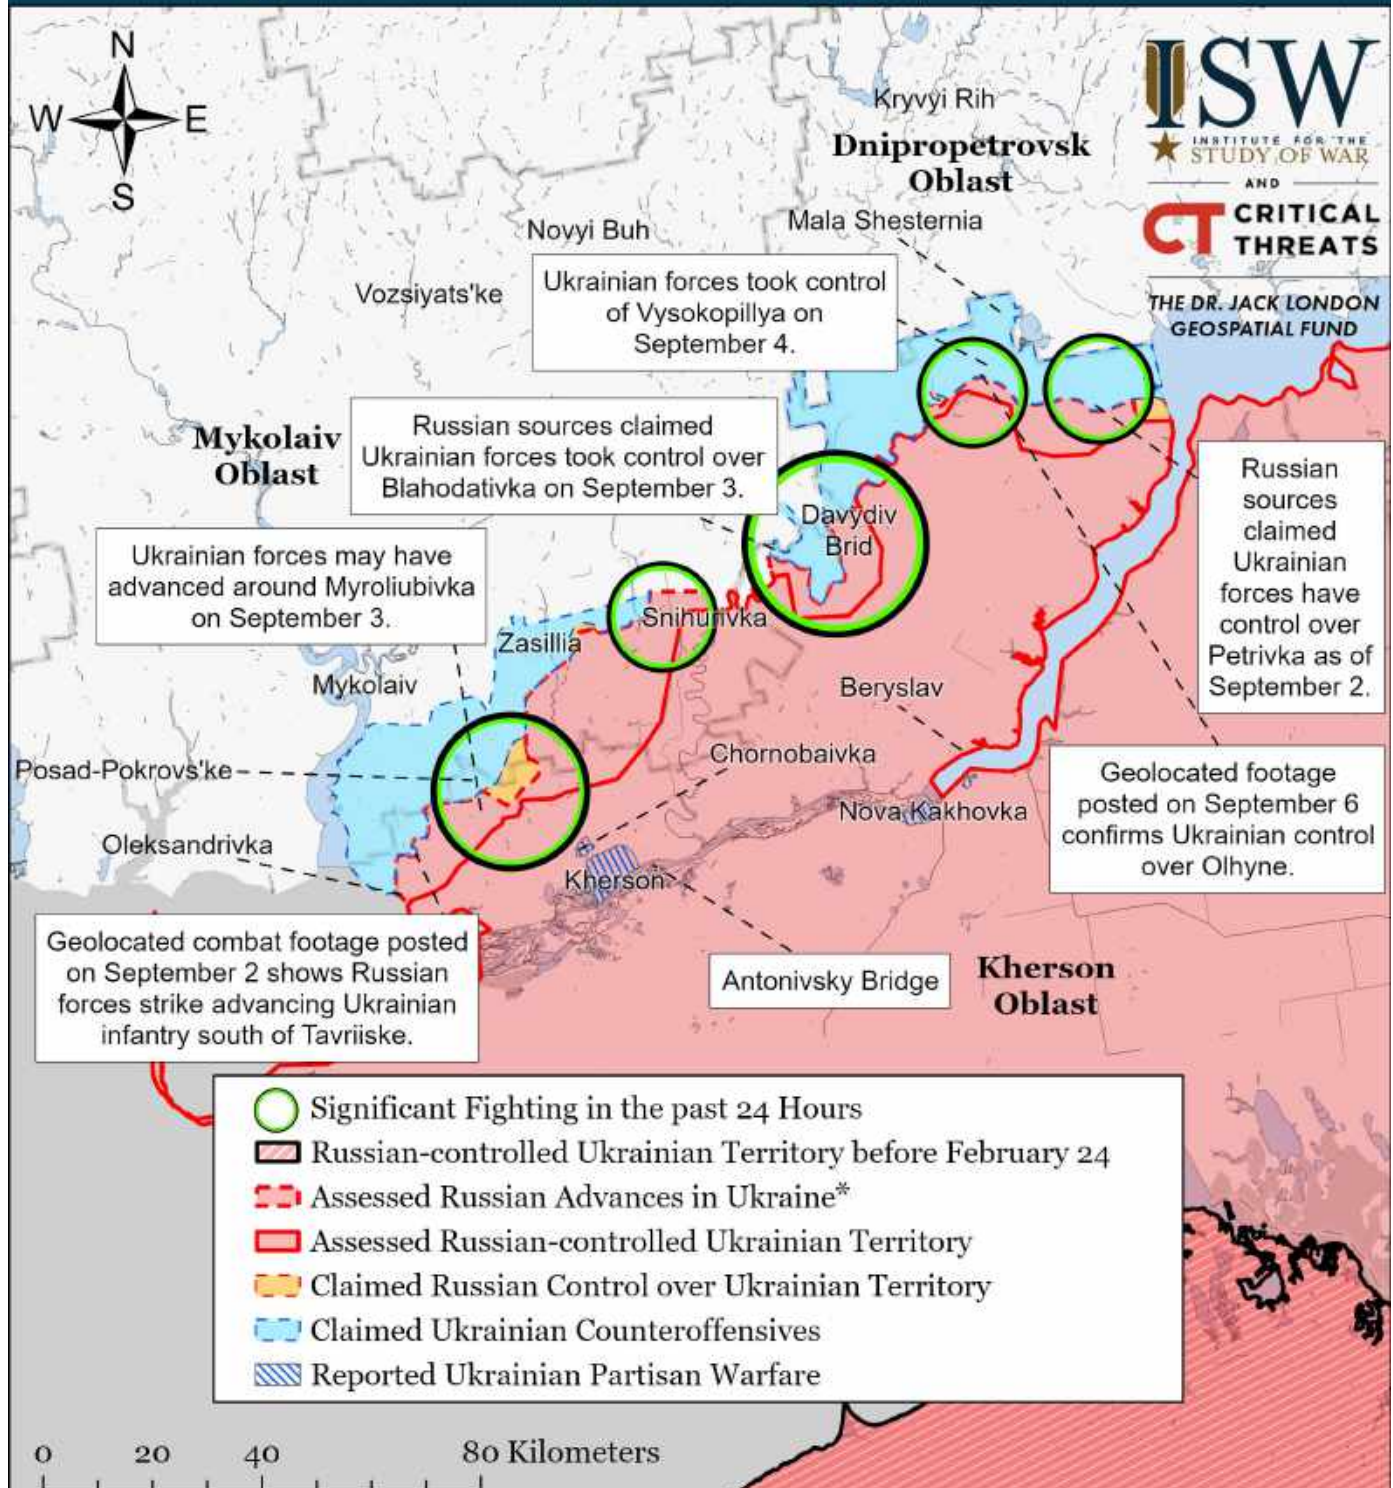 N
W
E
S
ISW
INSTITUTE FOR THE
STUDY OF WAR
AND
CT CRITICAL
THREATS
THE DR. JACK LONDON
GEOSPATIAL FUND
Kryvyi Rih
Dnipropetrovsk
Oblast
Mala Shesternia
Novyi Buh
Vozsiyats'ke
Ukrainian forces took control
of Vysokopillya on
September 4.
Mykolaiv
Oblast
Russian sources claimed
Ukrainian forces took control over
Blahodativka on September 3.
Russian
sources
claimed
Ukrainian
forces have
control over
Petrivka as of
September 2.
Davydiv
Brid
Ukrainian forces may have
advanced around Myroliubivka
on September 3.
Snihurivka
Zasillia
Mykolaiv
Beryslav
Chornobaivka
Posad-Pokrovs'ke
Nova Kakhovka
Geolocated footage
posted on September 6
confirms Ukrainian control
over Olhyne.
Oleksandrivka
Kherson
Geolocated combat footage posted
on September 2 shows Russian
forces strike advancing Ukrainian
infantry south of Tavriiske.
Antonivsky Bridge
Kherson
Oblast
Significant Fighting in the past 24 Hours
Russian-controlled Ukrainian Territory before February 24
Assessed Russian Advances in Ukraine*
Assessed Russian-controlled Ukrainian Territory
Claimed Russian Control over Ukrainian Territory
Claimed Ukrainian Counteroffensives
Reported Ukrainian Partisan Warfare
0 20 40 80 Kilometers